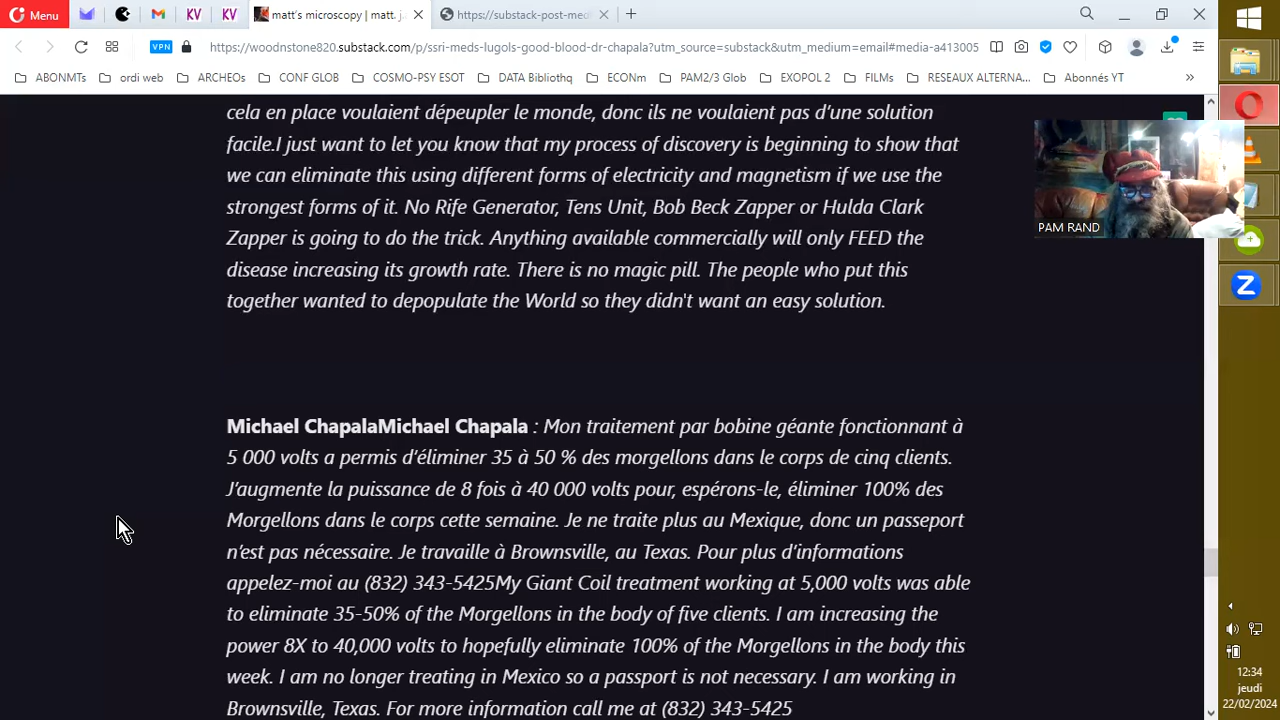 Menu
KV
KV
matt's microscopy | matt. j
https://substack-post-med
VPN
https://woodnstone820.substack.com/p/ssri-meds-lugols-good-blood-dr-chapala?utm_source=substack&utm_medium=email#media-a413005
ABONMTs
ordi web
ARCHEOs
CONF GLOB
COSMO-PSY ESOT
DATA Bibliothq
ECONm
PAM2/3 Glob
EXOPOL 2
FILMs
RESEAUX ALTERNA...
Abonnés YT
cela en place voulaient dépeupler le monde, donc ils ne voulaient pas d'une solution
facile.I just want to let you know that my process of discovery is beginning to show that
we can eliminate this using different forms of electricity and magnetism if we use the
strongest forms of it. No Rife Generator, Tens Unit, Bob Beck Zapper or Hulda Clark
Zapper is going to do the trick. Anything available commercially will only FEED the
disease increasing its growth rate. There is no magic pill. The people who put this
together wanted to depopulate the World so they didn't want an easy solution.
Michael ChapalaMichael Chapala : Mon traitement par bobine géante fonctionnant à
5 000 volts a permis d'éliminer 35 à 50 % des morgellons dans le corps de cinq clients.
J'augmente la puissance de 8 fois à 40 000 volts pour, espérons-le, éliminer 100% des
Morgellons dans le corps cette semaine. Je ne traite plus au Mexique, donc un passeport
n'est pas nécessaire. Je travaille à Brownsville, au Texas. Pour plus d'informations
appelez-moi au (832) 343-5425My Giant Coil treatment working at 5,000 volts was able
to eliminate 35-50% of the Morgellons in the body of five clients. I am increasing the
power 8X to 40,000 volts to hopefully eliminate 100% of the Morgellons in the body this
week. I am no longer treating in Mexico so a passport is not necessary. I am working in
Brownsville, Texas. For more information call me at (832) 343-5425
PAM RAND
Z
12:34
jeudi
22/02/2024